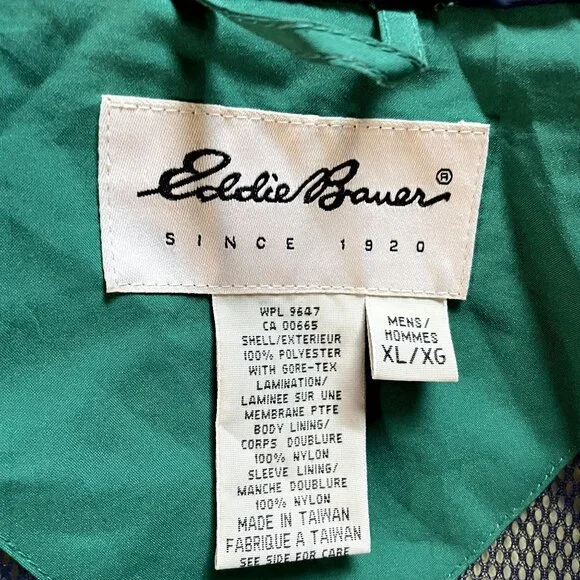 Eddie Bauer®
SINCE 1920
WPL 9647
CA 00665
SHELL/EXTERIEUR
100% POLYESTER
WITH GORE-TEX
LAMINATION/
LAMINEE SUR UNE
MEMBRANE PTFE
BODY LINING/
CORPS DOUBLURE
100% NYLON
SLEEVE LINING/
MANCHE DOUBLURE
100% NYLON
MADE IN TAIWAN
FABRIQUE A TAIWAN
SEE SIDE FOR CARE
MENS/
HOMMES
XL/XG